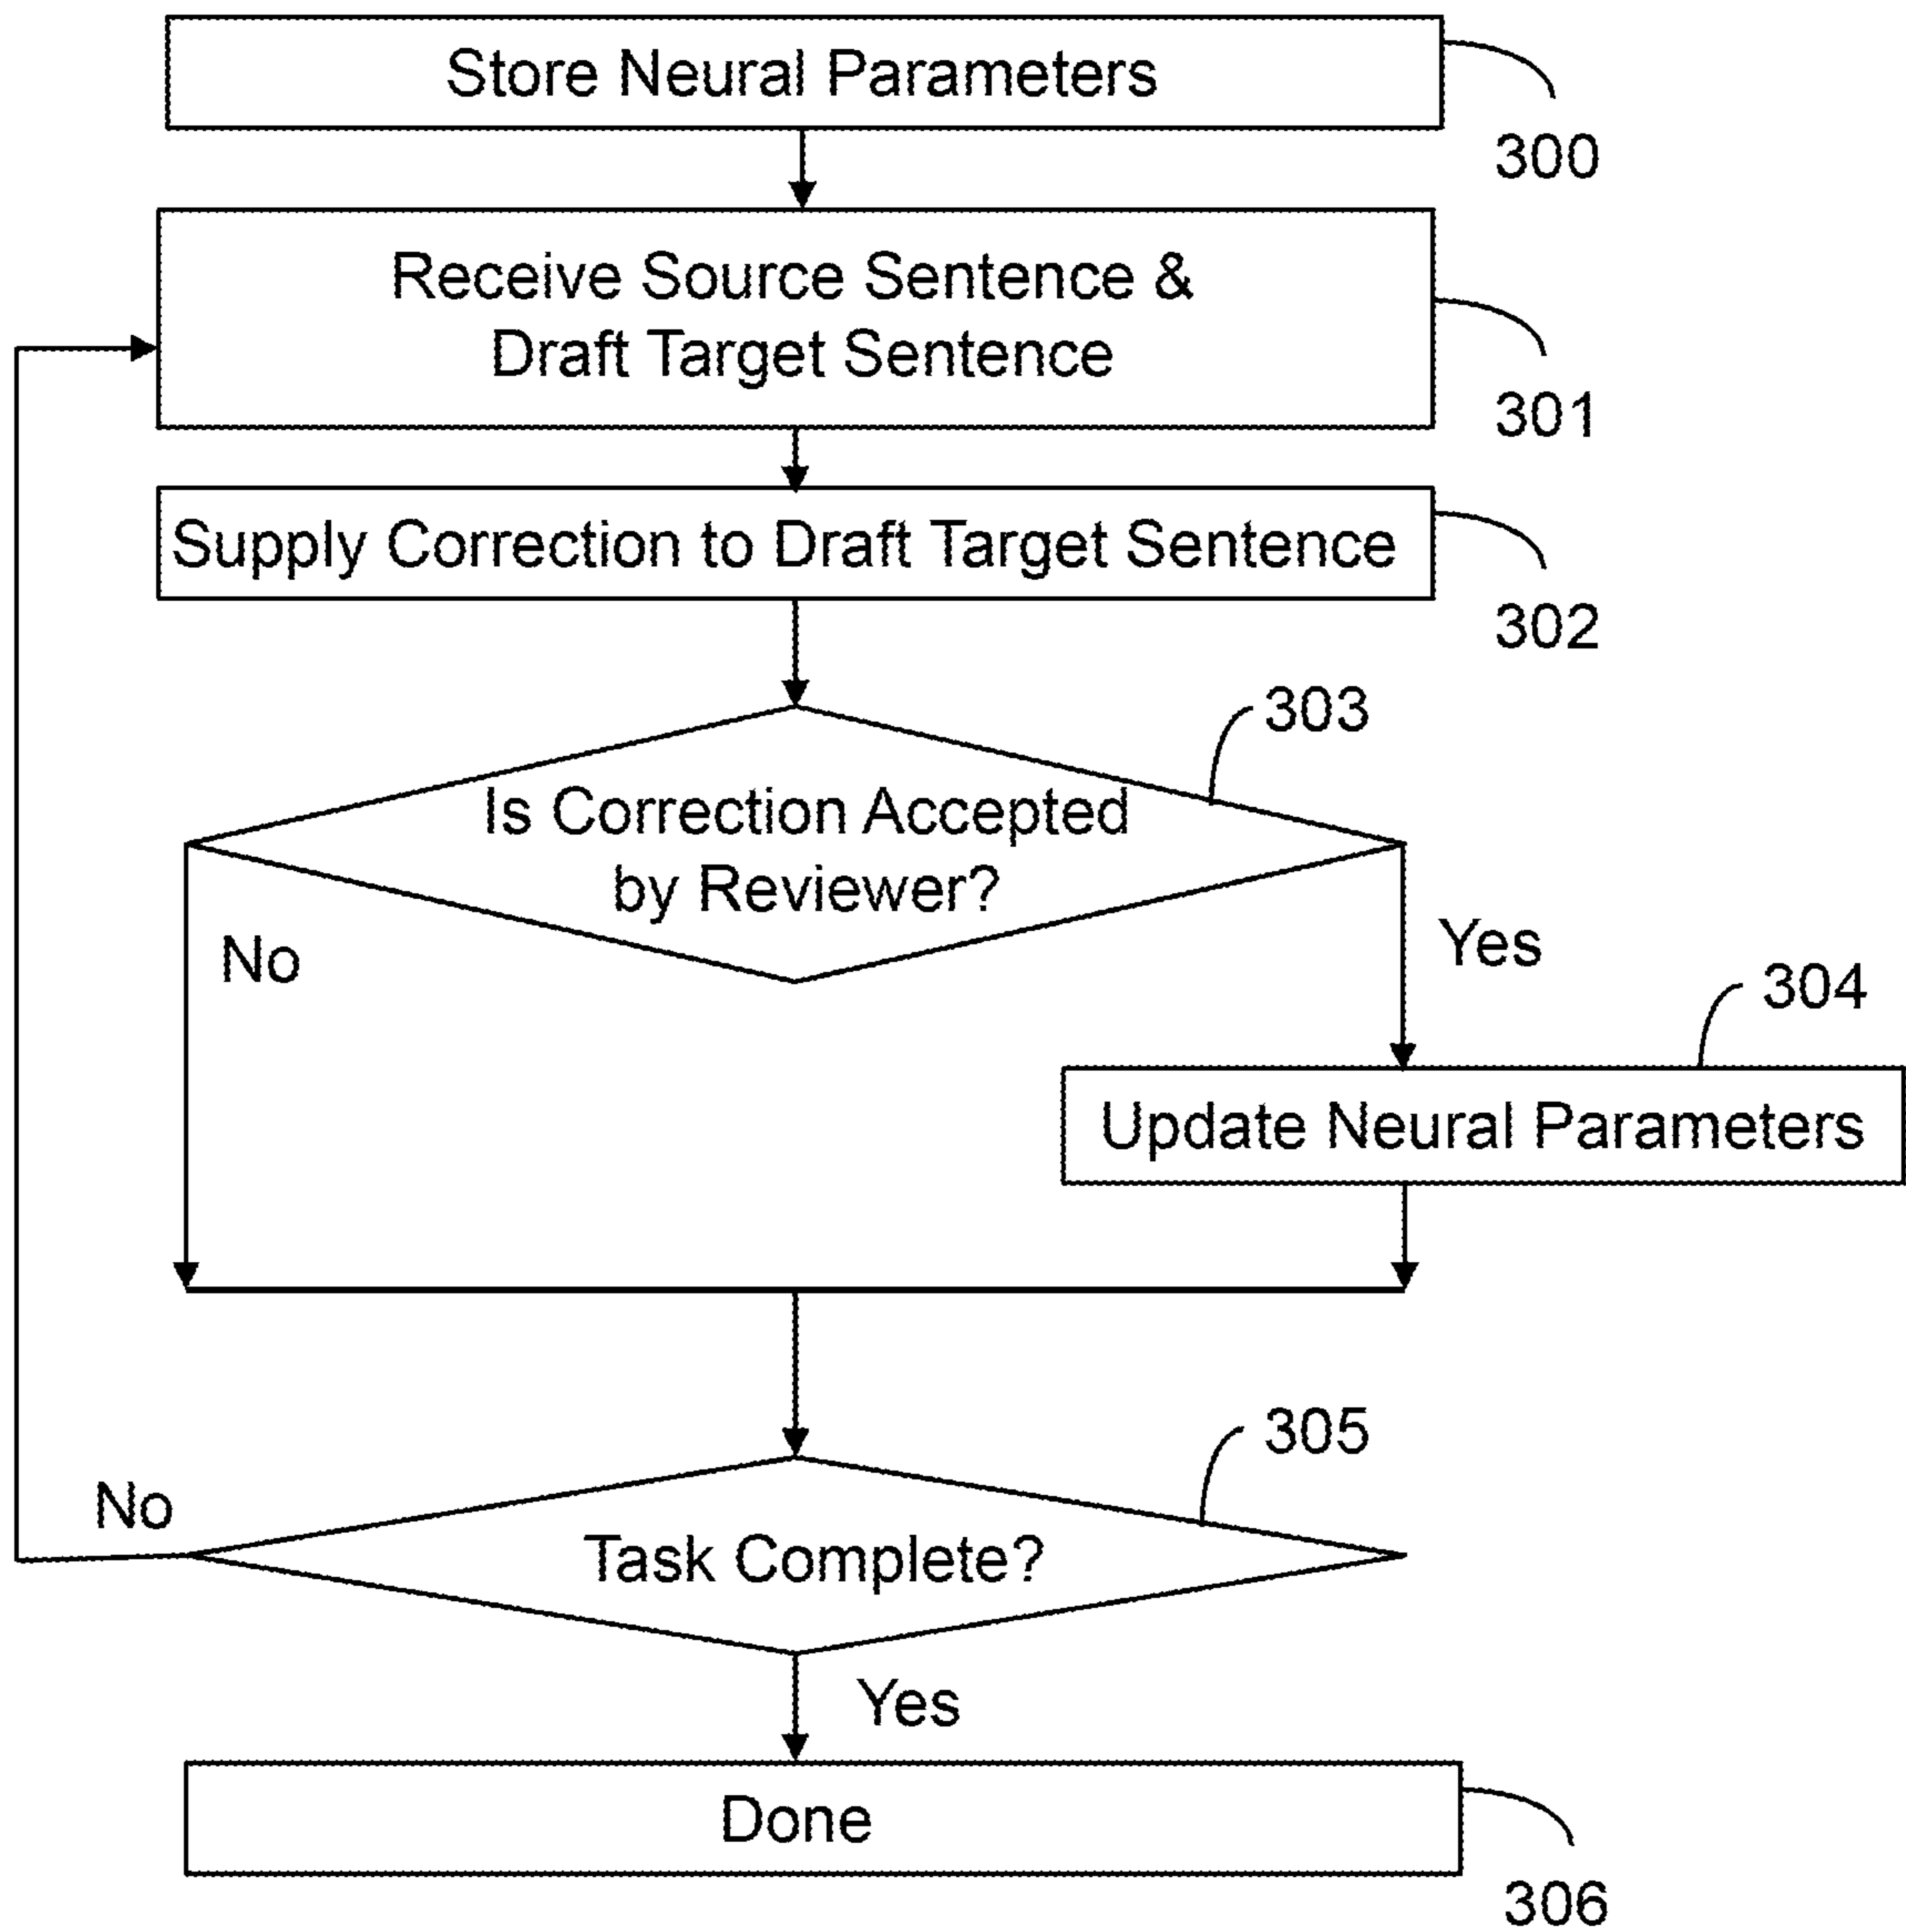 Store Neural Parameters
300
Receive Source Sentence &
Draft Target Sentence
301
Supply Correction to Draft Target Sentence
302
303
Is Correction Accepted
by Reviewer?
No
Yes
304
Update Neural Parameters
305
No
Task Complete?
Yes
Done
306